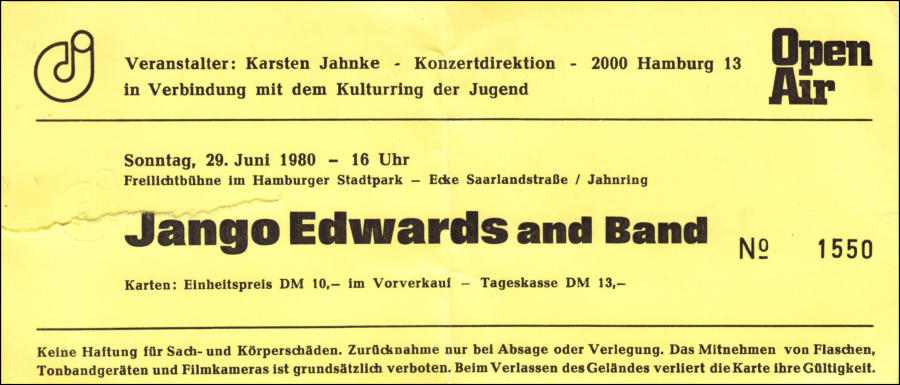 Veranstalter: Karsten Jahnke - Konzertdirektion - 2000 Hamburg 13
in Verbindung mit dem Kulturring der Jugend
Open
Air
Sonntag, 29. Juni 1980 – 16 Uhr
Freilichtbühne im Hamburger Stadtpark – Ecke Saarlandstraße / Jahnring
Jango Edwards and Band
Nº 1550
Karten: Einheitspreis DM 10,– im Vorverkauf – Tageskasse DM 13,–
Keine Haftung für Sach- und Körperschäden. Zurücknahme nur bei Absage oder Verlegung. Das Mitnehmen von Flaschen,
Tonbandgeräten und Filmkameras ist grundsätzlich verboten. Beim Verlassen des Geländes verliert die Karte ihre Gültigkeit.